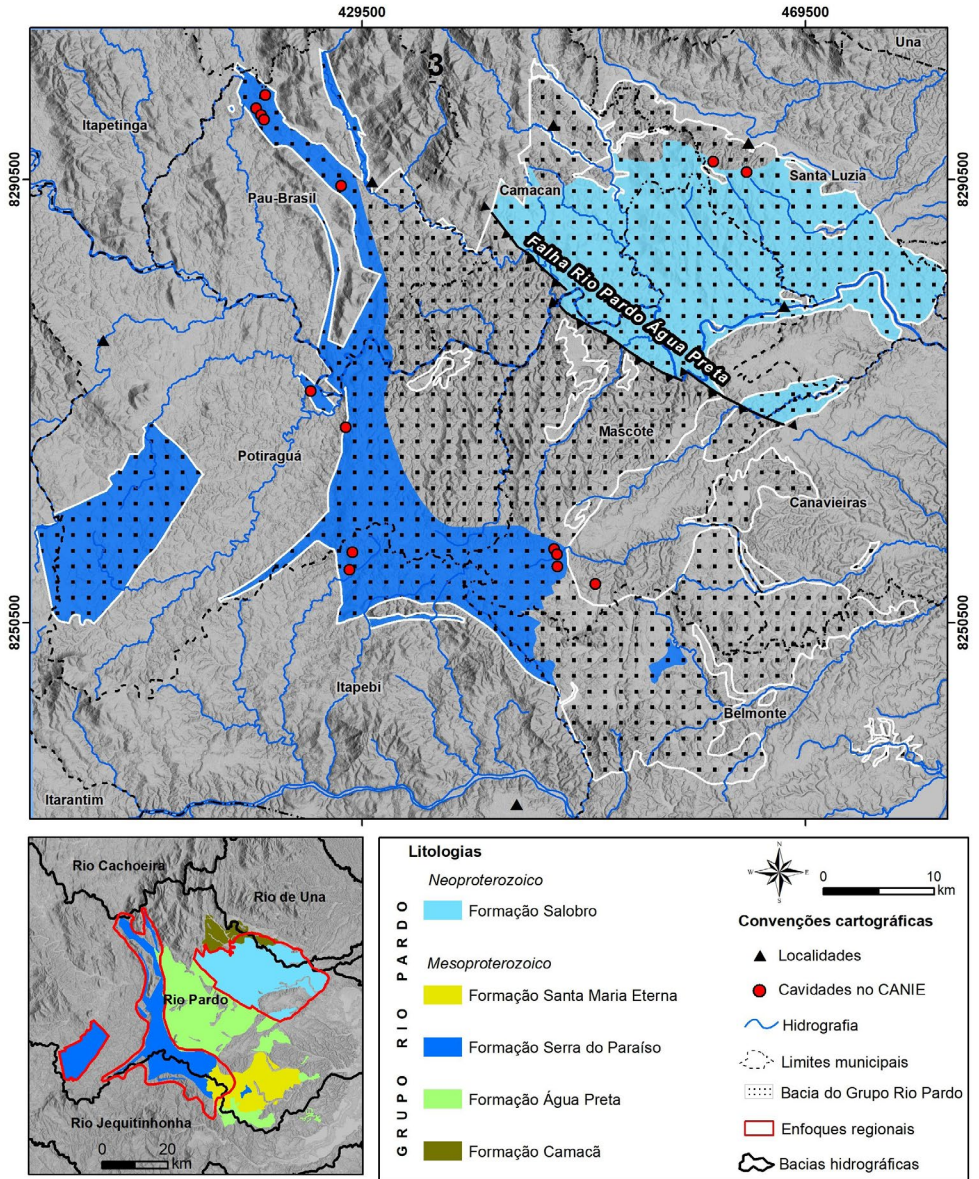 429500
469500
3
Una
Itapetinga
8290500
8290500
Camacan
Santa Luzia
Pau-Brasil
Falha Rio Pardo Água Preta
Mascote
Potiraguá
Canavieiras
8250500
8250500
Itapebi
Belmonte
Itarantim
Rio Cachoeira
Rio de Una
Rio Pardo
Rio Jequitinhonha
0 20
km
Litologias
GRUPO RIO PARDO
Neoproterozoico
Formação Salobro
Mesoproterozoico
Formação Santa Maria Eterna
Formação Serra do Paraíso
Formação Água Preta
Formação Camacã
N
W E
S
0 10
km
Convenções cartográficas
Localidades
Cavidades no CANIE
Hidrografia
Limites municipais
Bacia do Grupo Rio Pardo
Enfoques regionais
Bacias hidrográficas